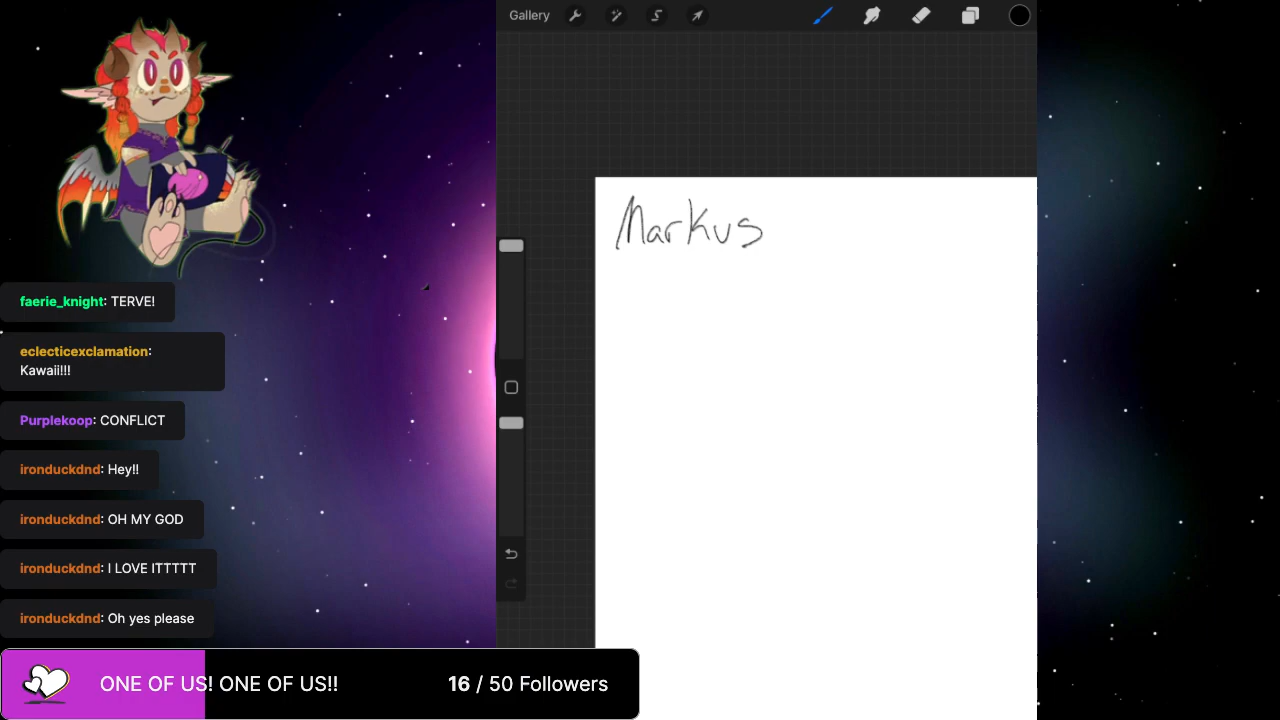 Gallery
Markus
faerie_knight: TERVE!
eclecticexclamation:
Kawaii!!!
Purplekoop: CONFLICT
ironduckdnd: Hey!!
ironduckdnd: OH MY GOD
ironduckdnd: I LOVE ITTTTT
ironduckdnd: Oh yes please
ONE OF US! ONE OF US!! 16 / 50 Followers